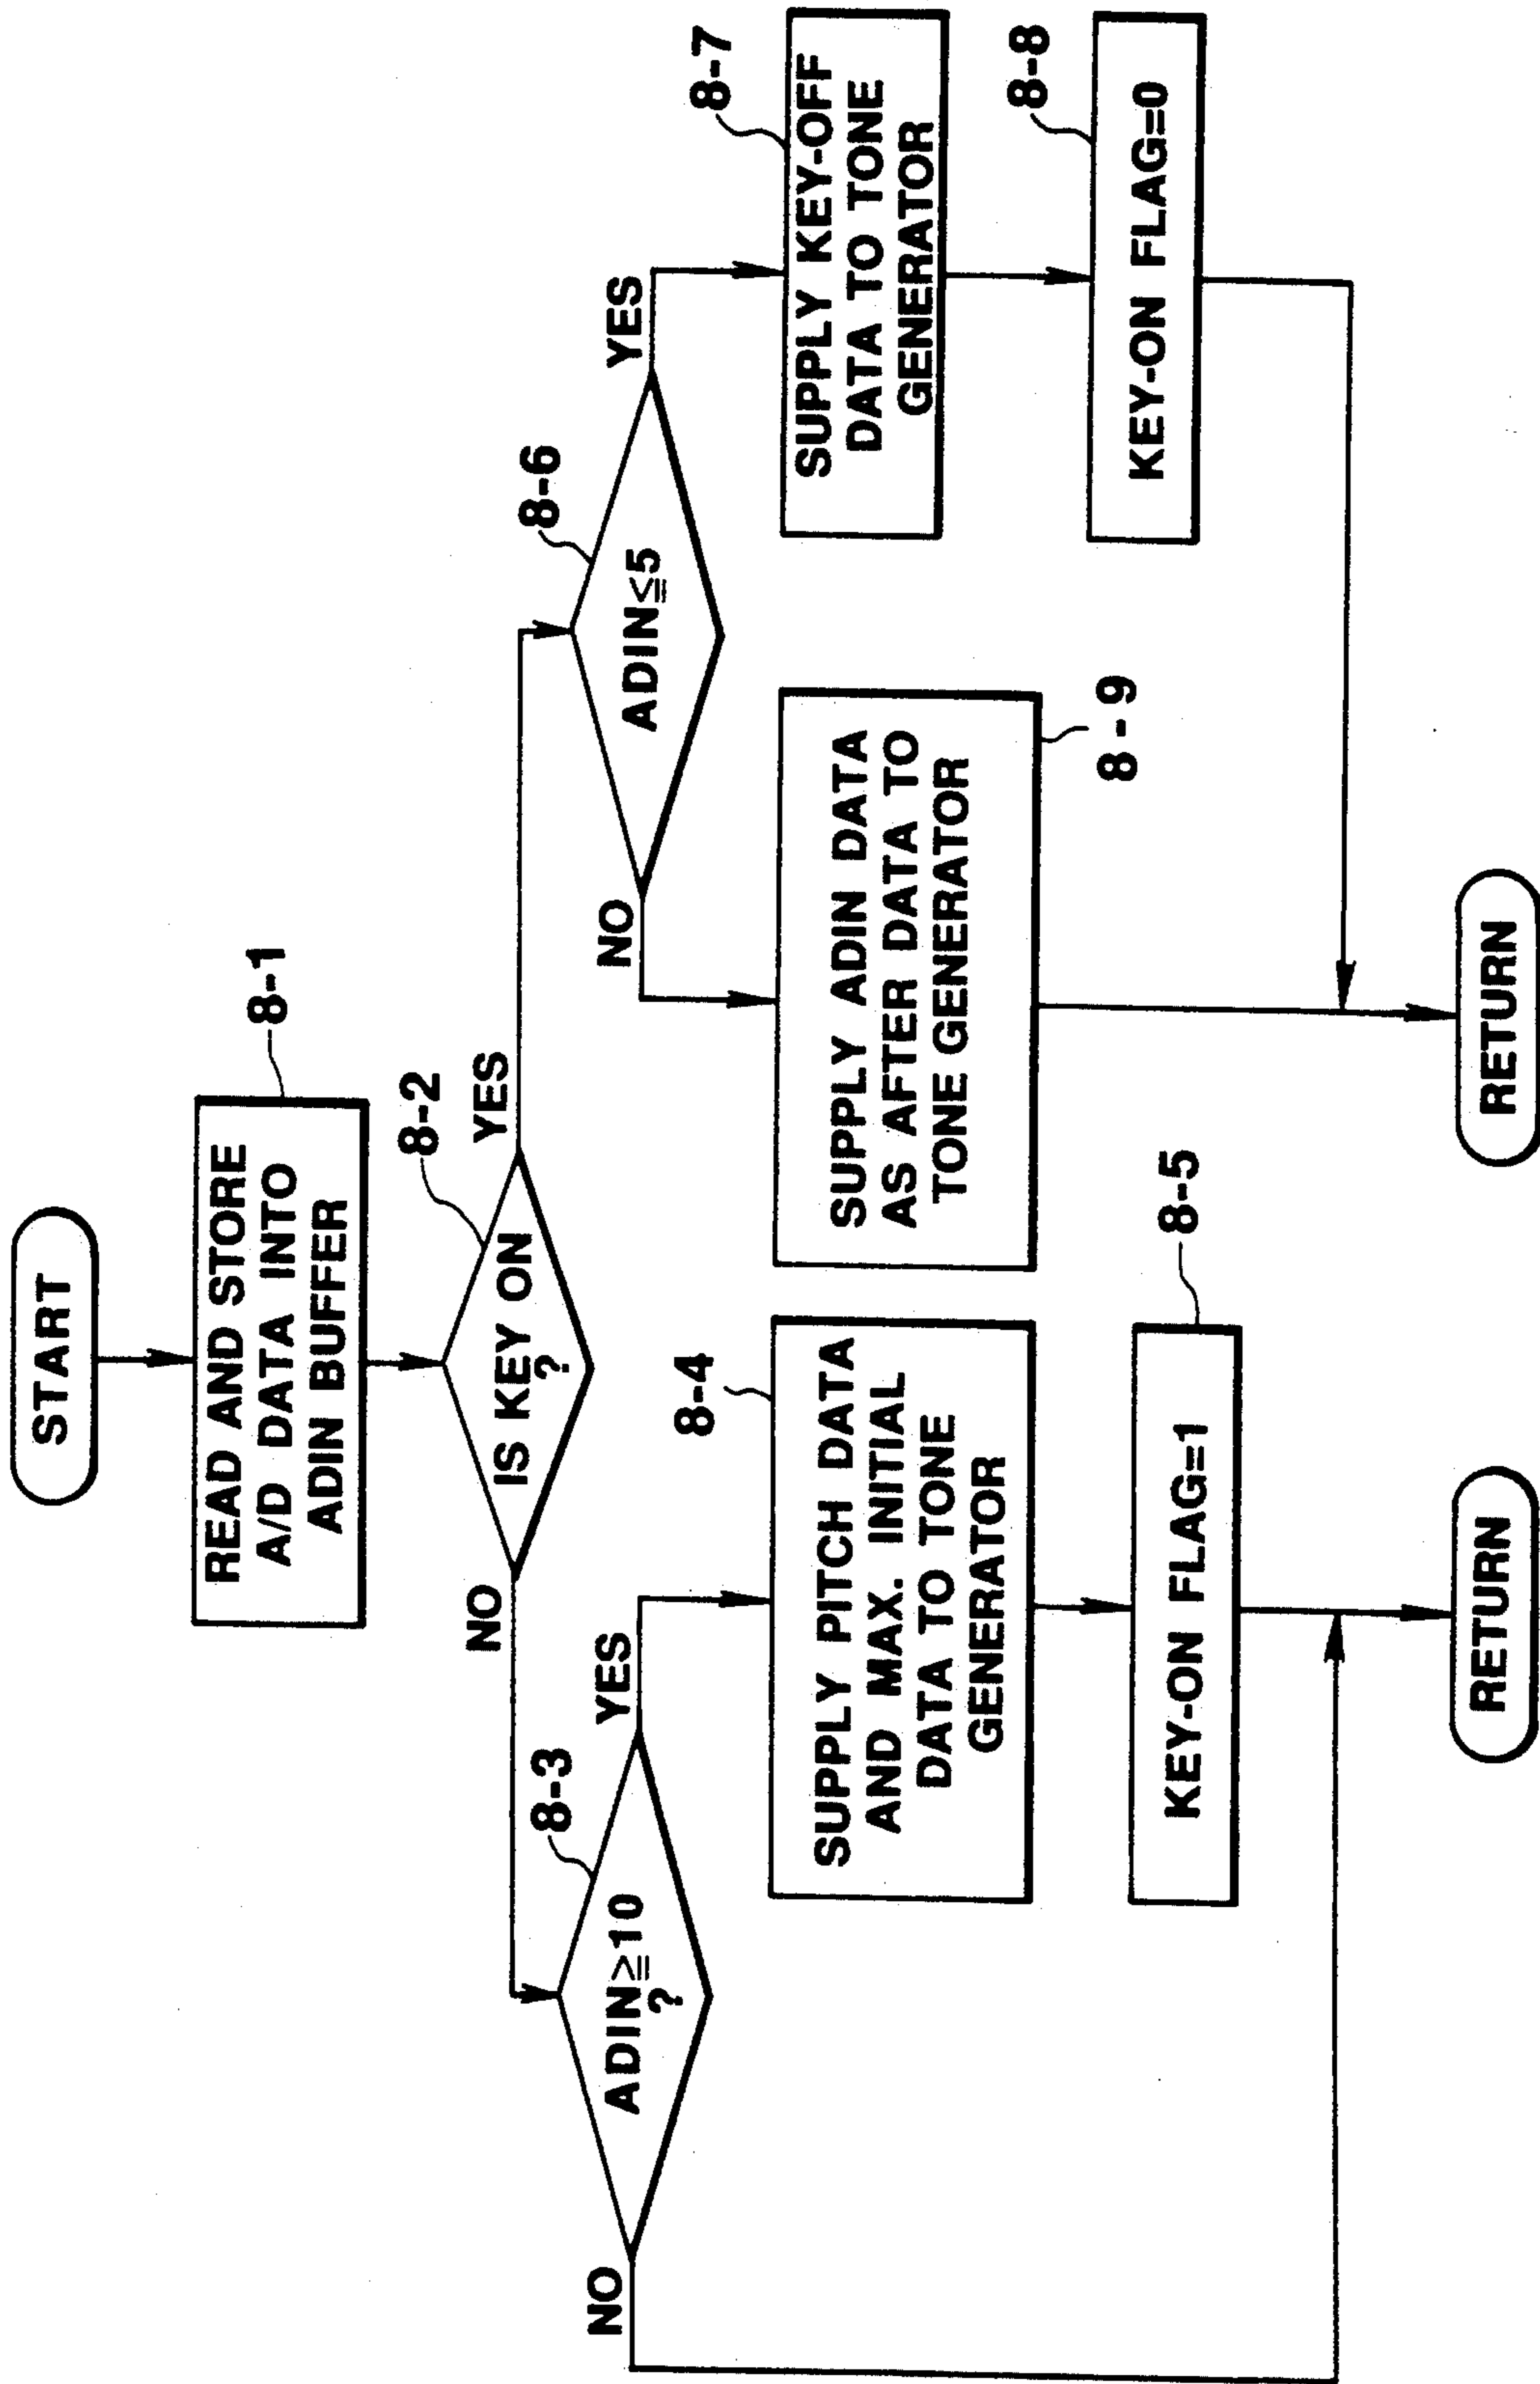 START
READ AND STORE
A/D DATA INTO
ADIN BUFFER
8-1
IS KEY ON
?
8-2
NO
YES
ADIN≧10
?
8-3
NO
YES
SUPPLY PITCH DATA
AND MAX. INITIAL
DATA TO TONE
GENERATOR
8-4
KEY-ON FLAG=1
8-5
RETURN
ADIN≦5
8-6
NO
YES
SUPPLY ADIN DATA
AS AFTER DATA TO
TONE GENERATOR
8-9
SUPPLY KEY-OFF
DATA TO TONE
GENERATOR
8-7
KEY-ON FLAG=0
8-8
RETURN